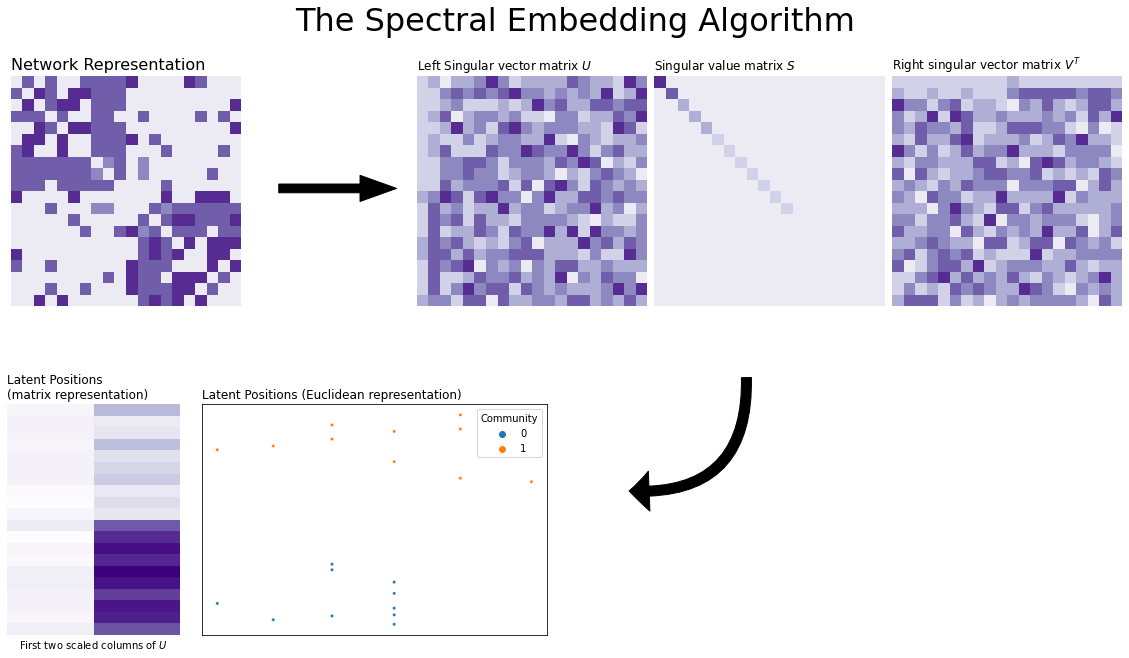 The Spectral Embedding Algorithm
Network Representation
Left Singular vector matrix U
Singular value matrix S
Right singular vector matrix V^T
Latent Positions
(matrix representation)
Latent Positions (Euclidean representation)
Community
0
1
First two scaled columns of U